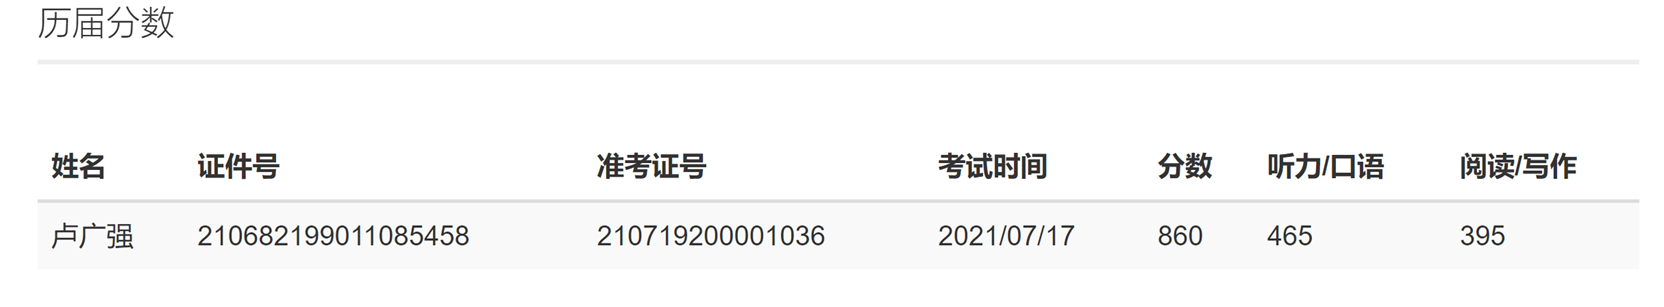 历届分数
姓名 证件号 准考证号 考试时间 分数 听力/口语 阅读/写作
卢广强 210682199011085458 210719200001036 2021/07/17 860 465 395